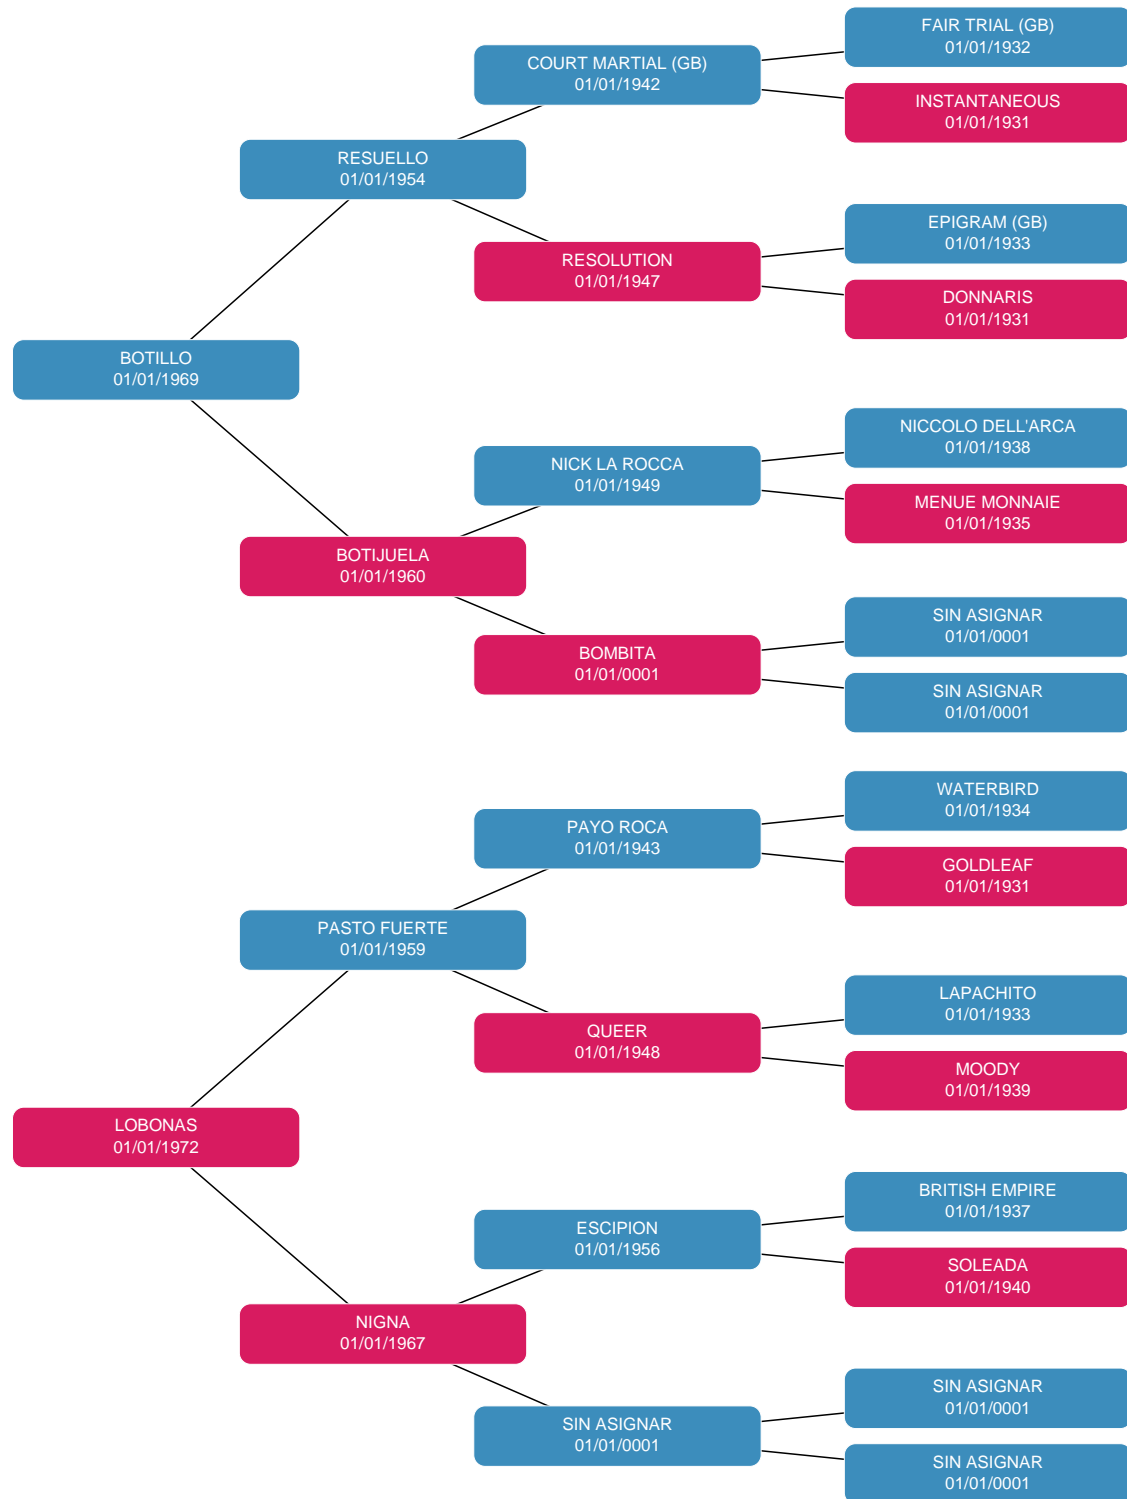 FAIR TRIAL (GB)
01/01/1932
COURT MARTIAL (GB)
01/01/1942
INSTANTANEOUS
01/01/1931
RESUELLO
01/01/1954
EPIGRAM (GB)
01/01/1933
RESOLUTION
01/01/1947
DONNARIS
01/01/1931
BOTILLO
01/01/1969
NICCOLO DELL'ARCA
01/01/1938
NICK LA ROCCA
01/01/1949
MENUE MONNAIE
01/01/1935
BOTIJUELA
01/01/1960
SIN ASIGNAR
01/01/0001
BOMBITA
01/01/0001
SIN ASIGNAR
01/01/0001
WATERBIRD
01/01/1934
PAYO ROCA
01/01/1943
GOLDLEAF
01/01/1931
PASTO FUERTE
01/01/1959
LAPACHITO
01/01/1933
QUEER
01/01/1948
MOODY
01/01/1939
LOBONAS
01/01/1972
BRITISH EMPIRE
01/01/1937
ESCIPION
01/01/1956
SOLEADA
01/01/1940
NIGNA
01/01/1967
SIN ASIGNAR
01/01/0001
SIN ASIGNAR
01/01/0001
SIN ASIGNAR
01/01/0001